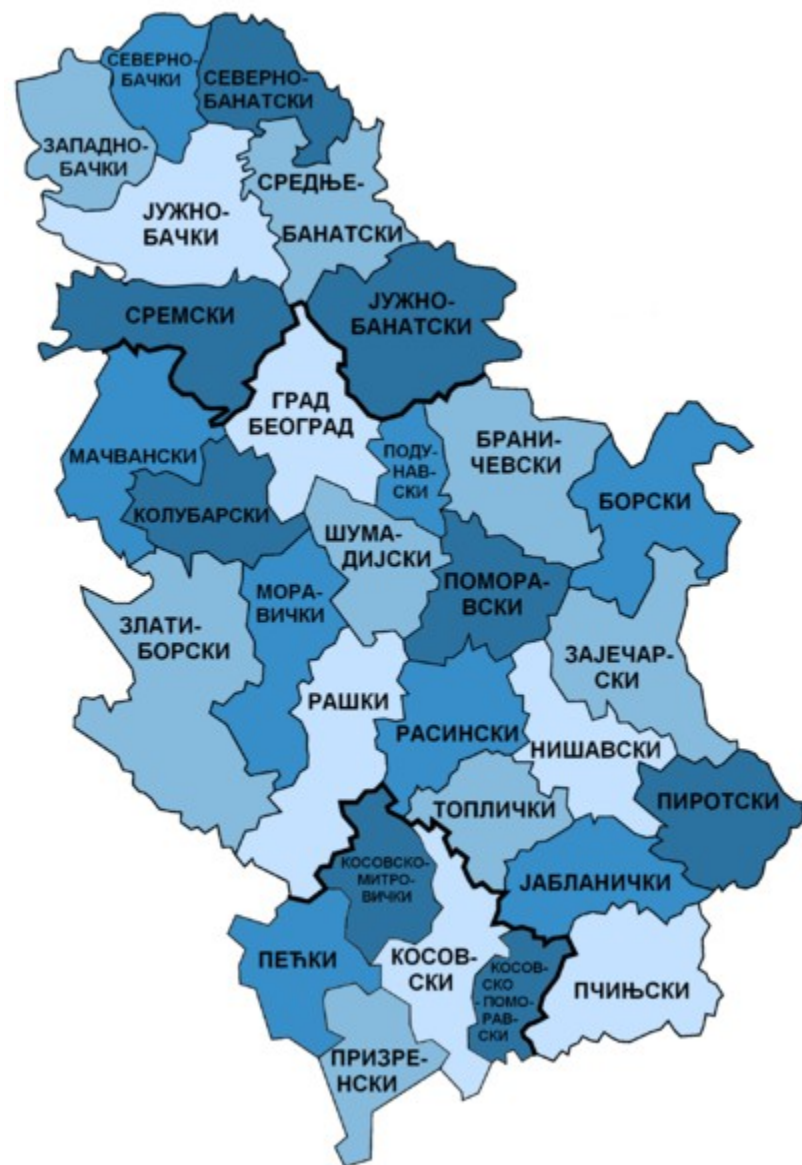 СЕВЕРНО-
БАЧКИ
СЕВЕРНО-
БАНАТСКИ
ЗАПАДНО-
БАЧКИ
ЈУЖНО-
БАЧКИ
СРЕДЊЕ-
БАНАТСКИ
СРЕМСКИ
ЈУЖНО-
БАНАТСКИ
ГРАД
БЕОГРАД
МАЧВАНСКИ
ПОДУ-
НАВ-
СКИ
БРАНИ-
ЧЕВСКИ
БОРСКИ
КОЛУБАРСКИ
ШУМА-
ДИЈСКИ
ПОМОРА-
ВСКИ
ЗЛАТИ-
БОРСКИ
МОРА-
ВИЧКИ
ЗАЈЕЧАР-
СКИ
РАШКИ
РАСИНСКИ
НИШАВСКИ
ПИРОТСКИ
ТОПЛИЧКИ
КОСОВСКО-
МИТРО-
ВИЧКИ
ЈАБЛАНИЧКИ
ПЕЋКИ
КОСОВ-
СКИ
КОСОВ-
СКО
- ПОМО-
РАВ-
СКИ
ПЧИЊСКИ
ПРИЗРЕ-
НСКИ